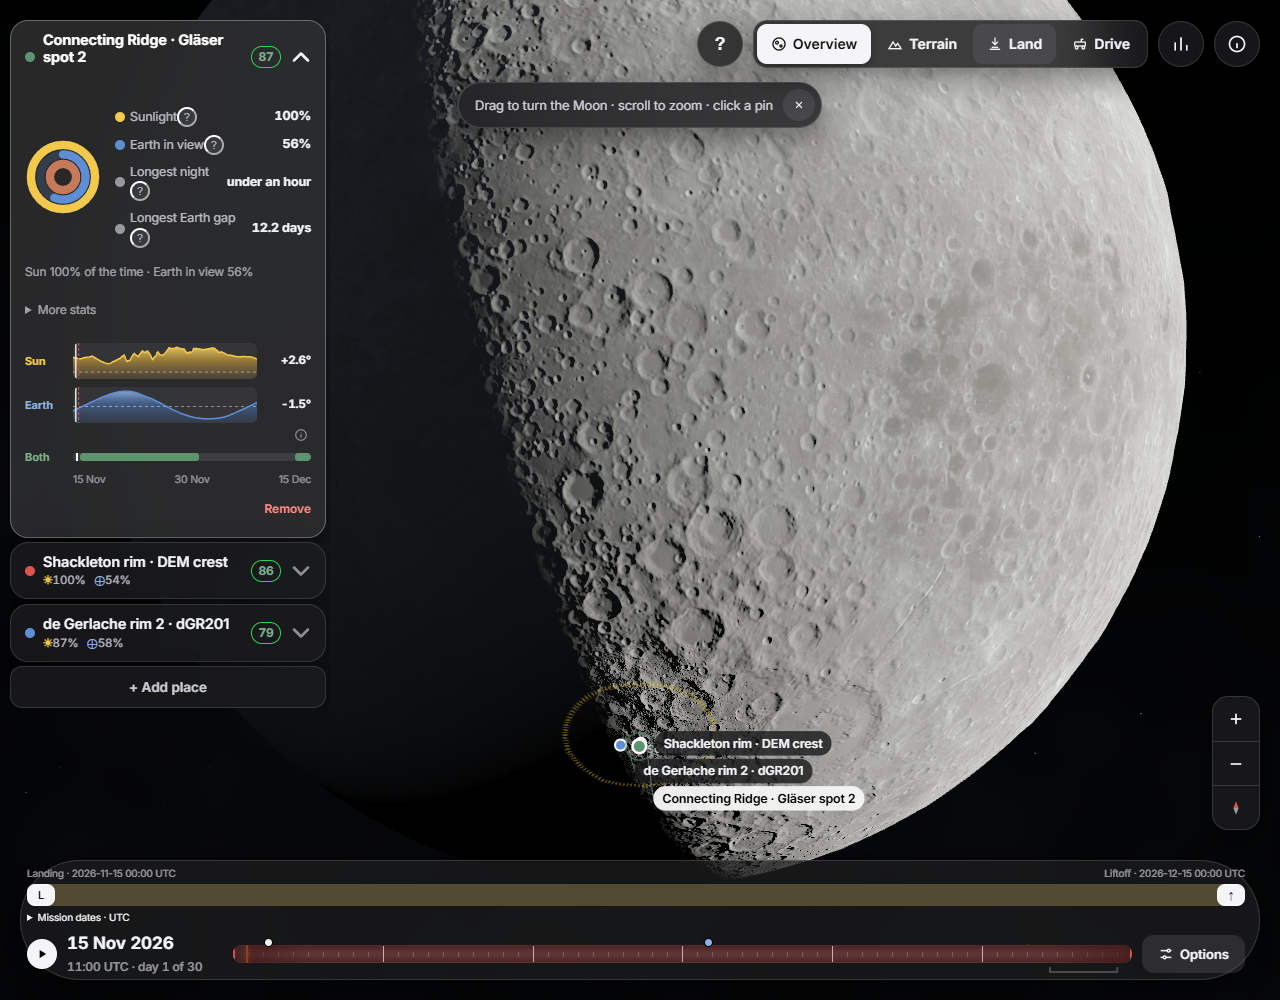 Connecting Ridge · Gläser
spot 2
87
?
Overview
Terrain
Land
Drive
Drag to turn the Moon · scroll to zoom · click a pin
×
Sunlight ? 100%
Earth in view ? 56%
Longest night
? under an hour
Longest Earth gap
? 12.2 days
Sun 100% of the time · Earth in view 56%
More stats
Sun +2.6°
Earth -1.5°
Both
15 Nov 30 Nov 15 Dec
Remove
Shackleton rim · DEM crest
100% 54%
86
de Gerlache rim 2 · dGR201
87% 58%
79
+ Add place
Shackleton rim · DEM crest
de Gerlache rim 2 · dGR201
Connecting Ridge · Gläser spot 2
+
−
Landing · 2026-11-15 00:00 UTC
Liftoff · 2026-12-15 00:00 UTC
L
↑
Mission dates · UTC
15 Nov 2026
11:00 UTC · day 1 of 30
Options